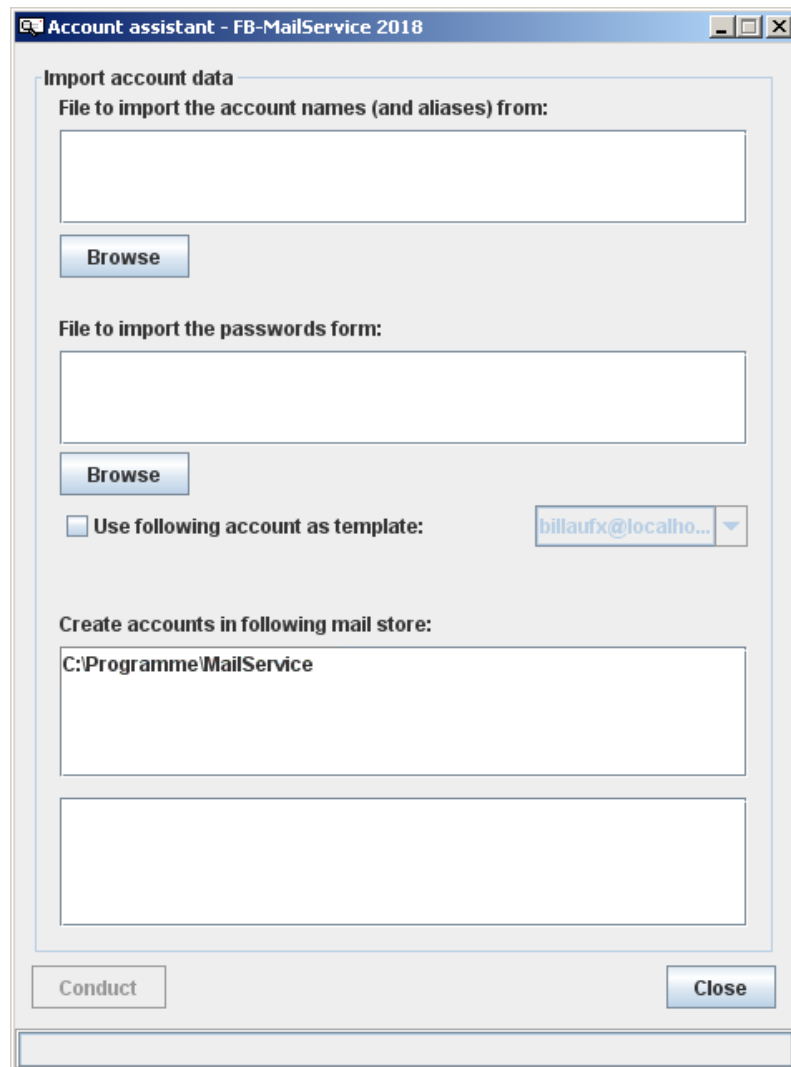 Account assistant - FB-MailService 2018
Import account data
File to import the account names (and aliases) from:
Browse
File to import the passwords form:
Browse
Use following account as template:
billaufx@localho...
Create accounts in following mail store:
C:\Programme\MailService
Conduct
Close